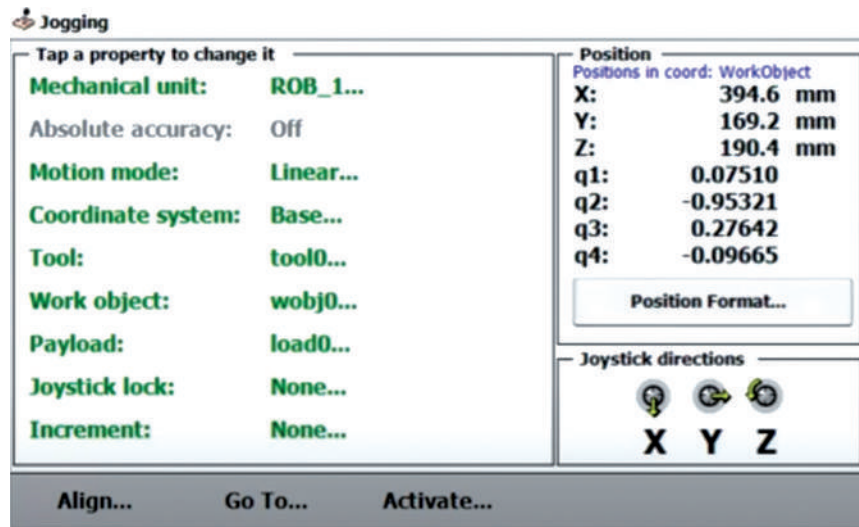 Jogging
Tap a property to change it
Mechanical unit: ROB_1...
Absolute accuracy: Off
Motion mode: Linear...
Coordinate system: Base...
Tool: tool0...
Work object: wobj0...
Payload: load0...
Joystick lock: None...
Increment: None...
Position
Positions in coord: WorkObject
X: 394.6 mm
Y: 169.2 mm
Z: 190.4 mm
q1: 0.07510
q2: -0.95321
q3: 0.27642
q4: -0.09665
Position Format...
Joystick directions
X Y Z
Align... Go To... Activate...